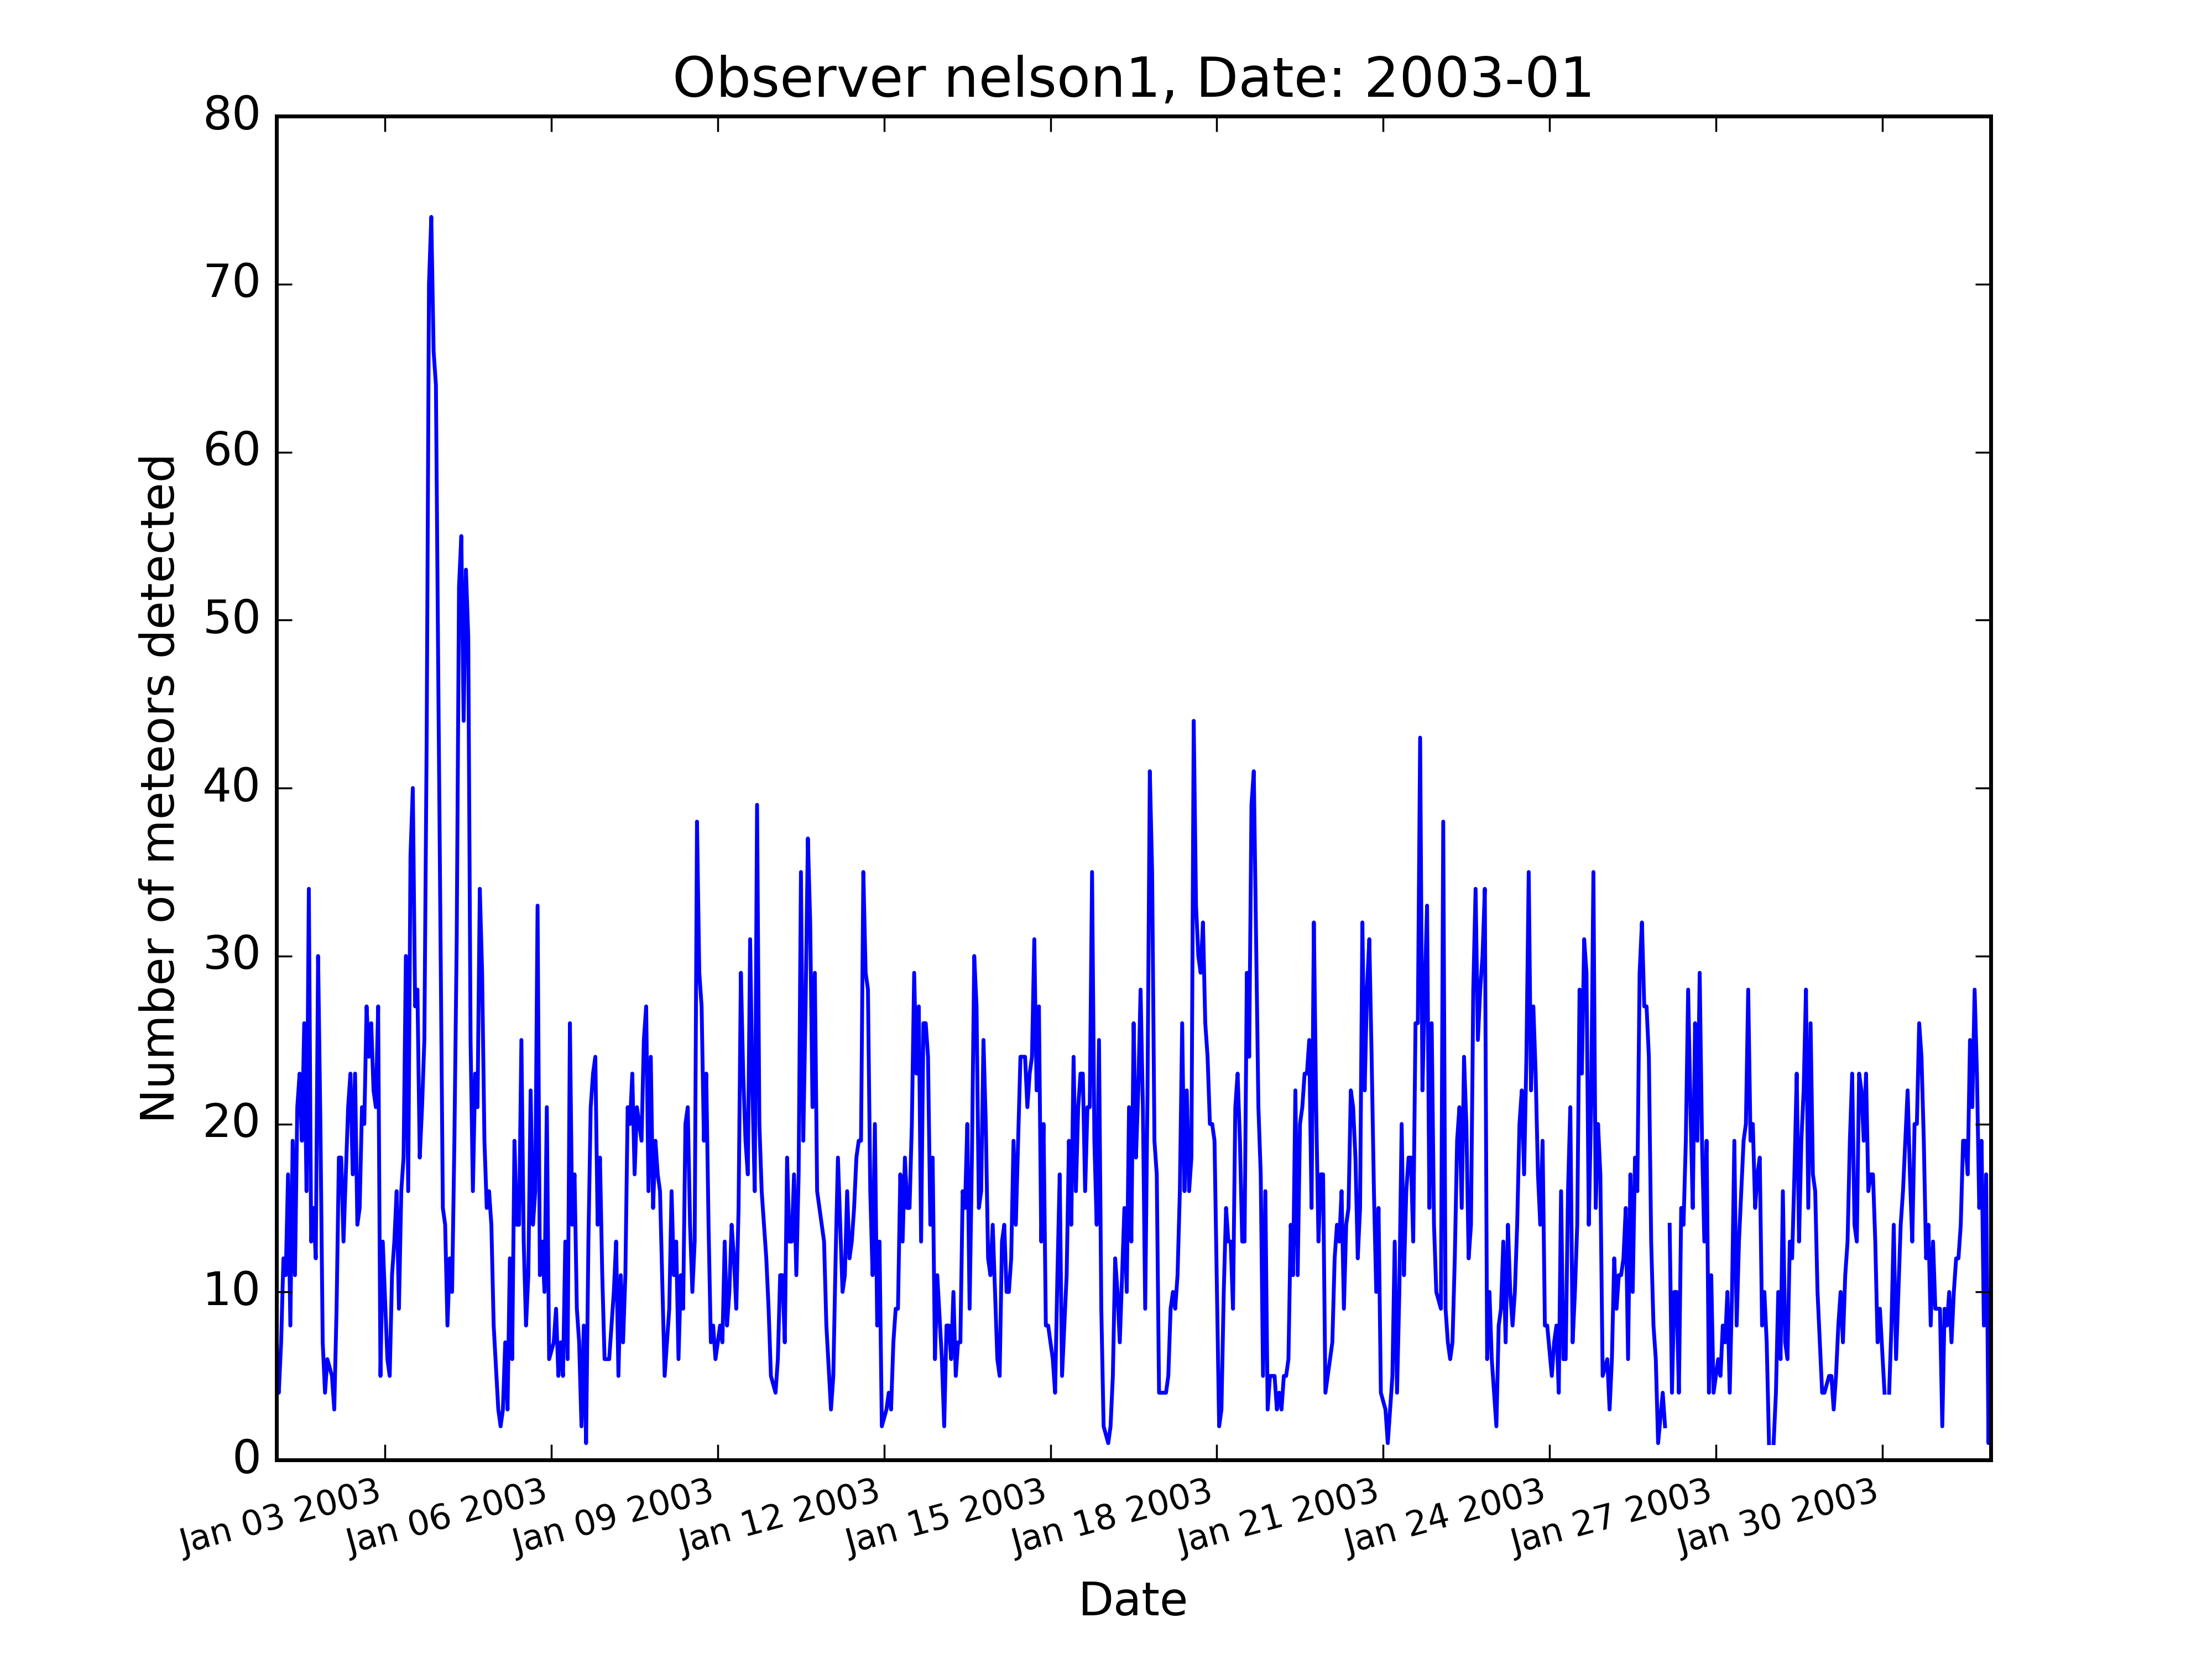 Observer nelson1, Date: 2003-01
80
70
60
50
40
30
20
10
0
Number of meteors detected
Jan 03 2003
Jan 06 2003
Jan 09 2003
Jan 12 2003
Jan 15 2003
Jan 18 2003
Jan 21 2003
Jan 24 2003
Jan 27 2003
Jan 30 2003
Date